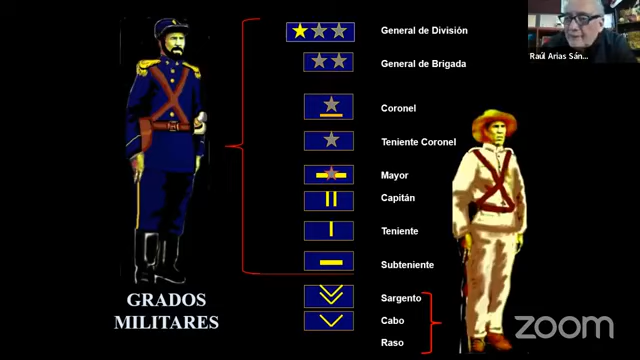 General de División
Raúl Arias Sán...
General de Brigada
Coronel
Teniente Coronel
Mayor
Capitán
Teniente
Subteniente
GRADOS
MILITARES
Sargento
Cabo
Raso
zoom